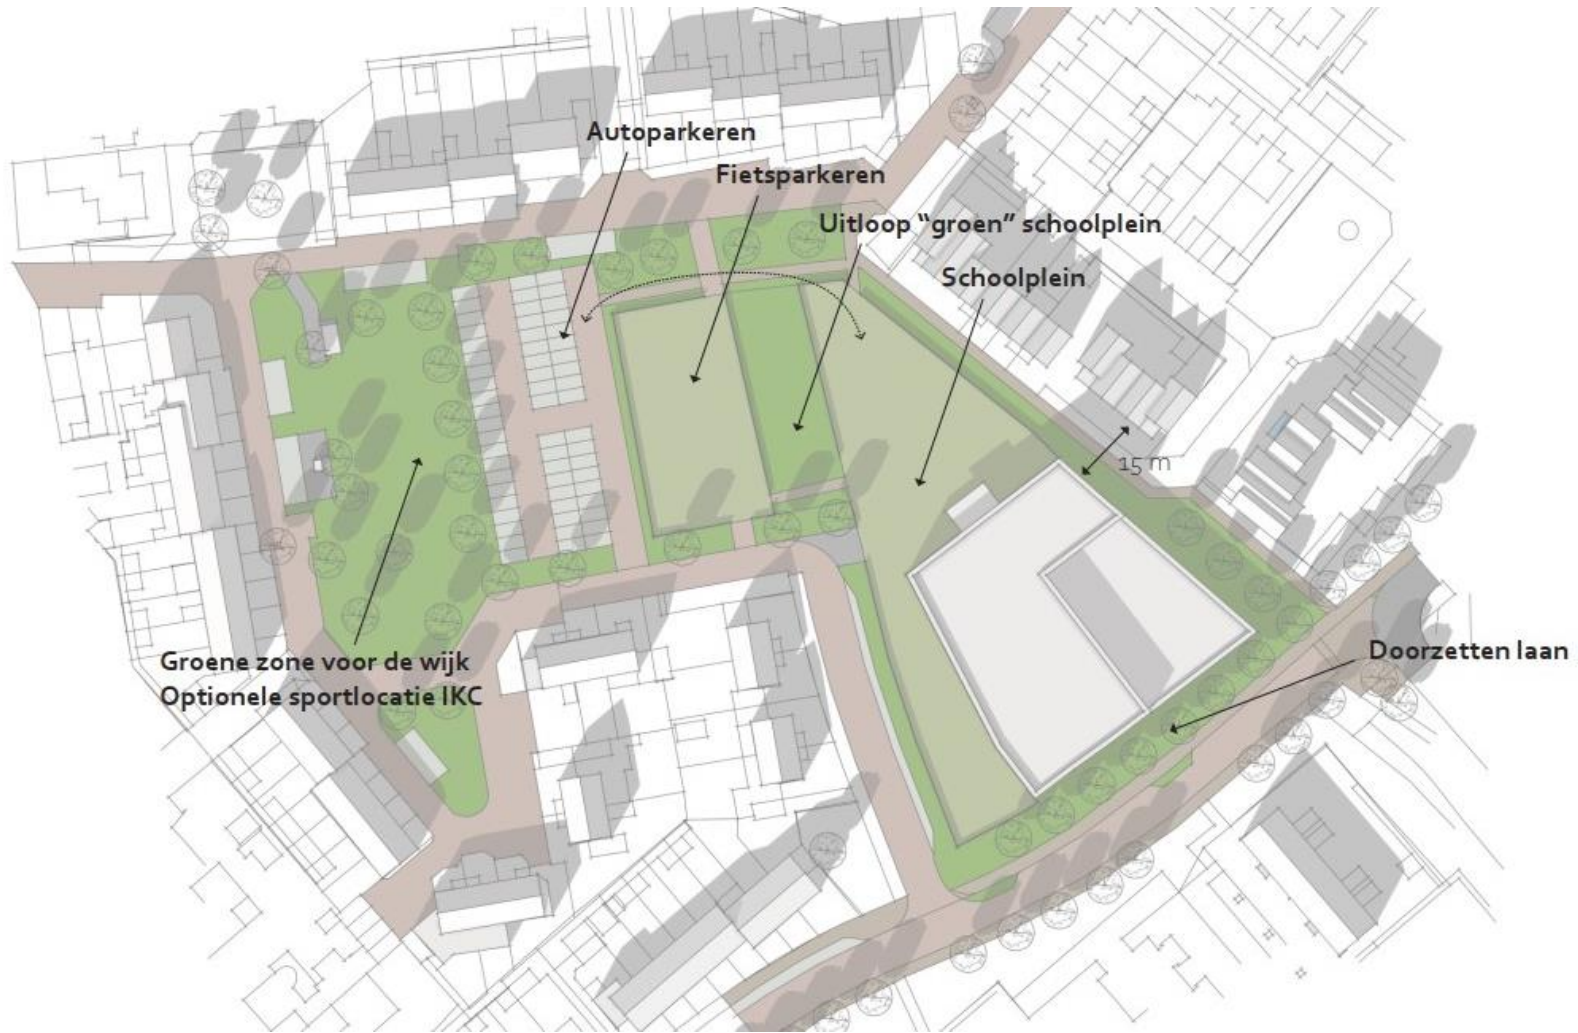 Autoparkeren
Fietsparkeren
Uitloop “groen” schoolplein
Schoolplein
15 m
Groene zone voor de wijk
Optionele sportlocatie IKC
Doorzetten laan